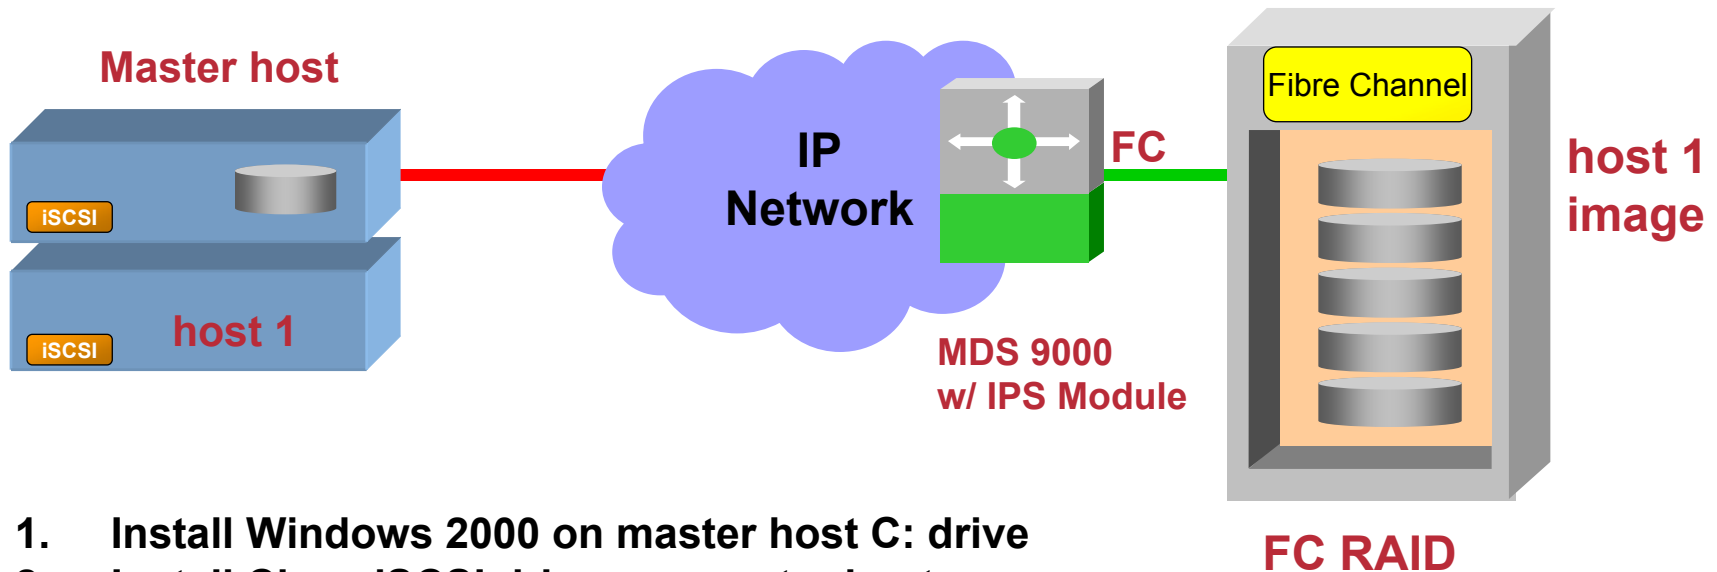 Master host
iSCSI
host 1
iSCSI
IP
Network
FC
MDS 9000
w/ IPS Module
Fibre Channel
host 1
image
FC RAID
1. Install Windows 2000 on master host C: drive